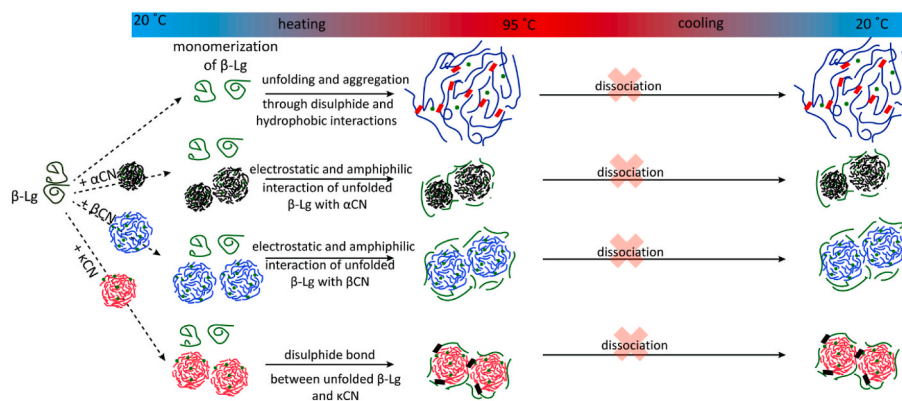 20 ˚C
heating
95 ˚C
cooling
20 ˚C
monomerization
of β-Lg
unfolding and aggregation
through disulphide and
hydrophobic interactions
dissociation
β-Lg
+ αCN
electrostatic and amphiphilic
interaction of unfolded
β-Lg with αCN
dissociation
± βCN
electrostatic and amphiphilic
interaction of unfolded
β-Lg with βCN
dissociation
+ κCN
disulphide bond
between unfolded β-Lg
and κCN
dissociation